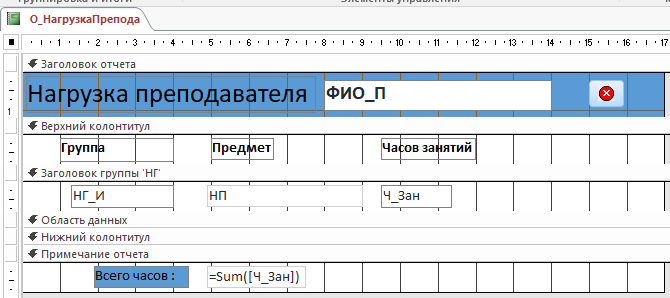 О_НагрузкаПрепода
1 2 3 4 5 6 7 8 9 10 11 12 13 14 15 16 17
Заголовок отчета
Нагрузка преподавателя ФИО_П
1
Верхний колонтитул
Группа Предмет Часов занятий
Заголовок группы 'НГ'
НГ_И НП Ч_Зан
Область данных
Нижний колонтитул
Примечание отчета
Всего часов : =Sum([Ч_Зан])